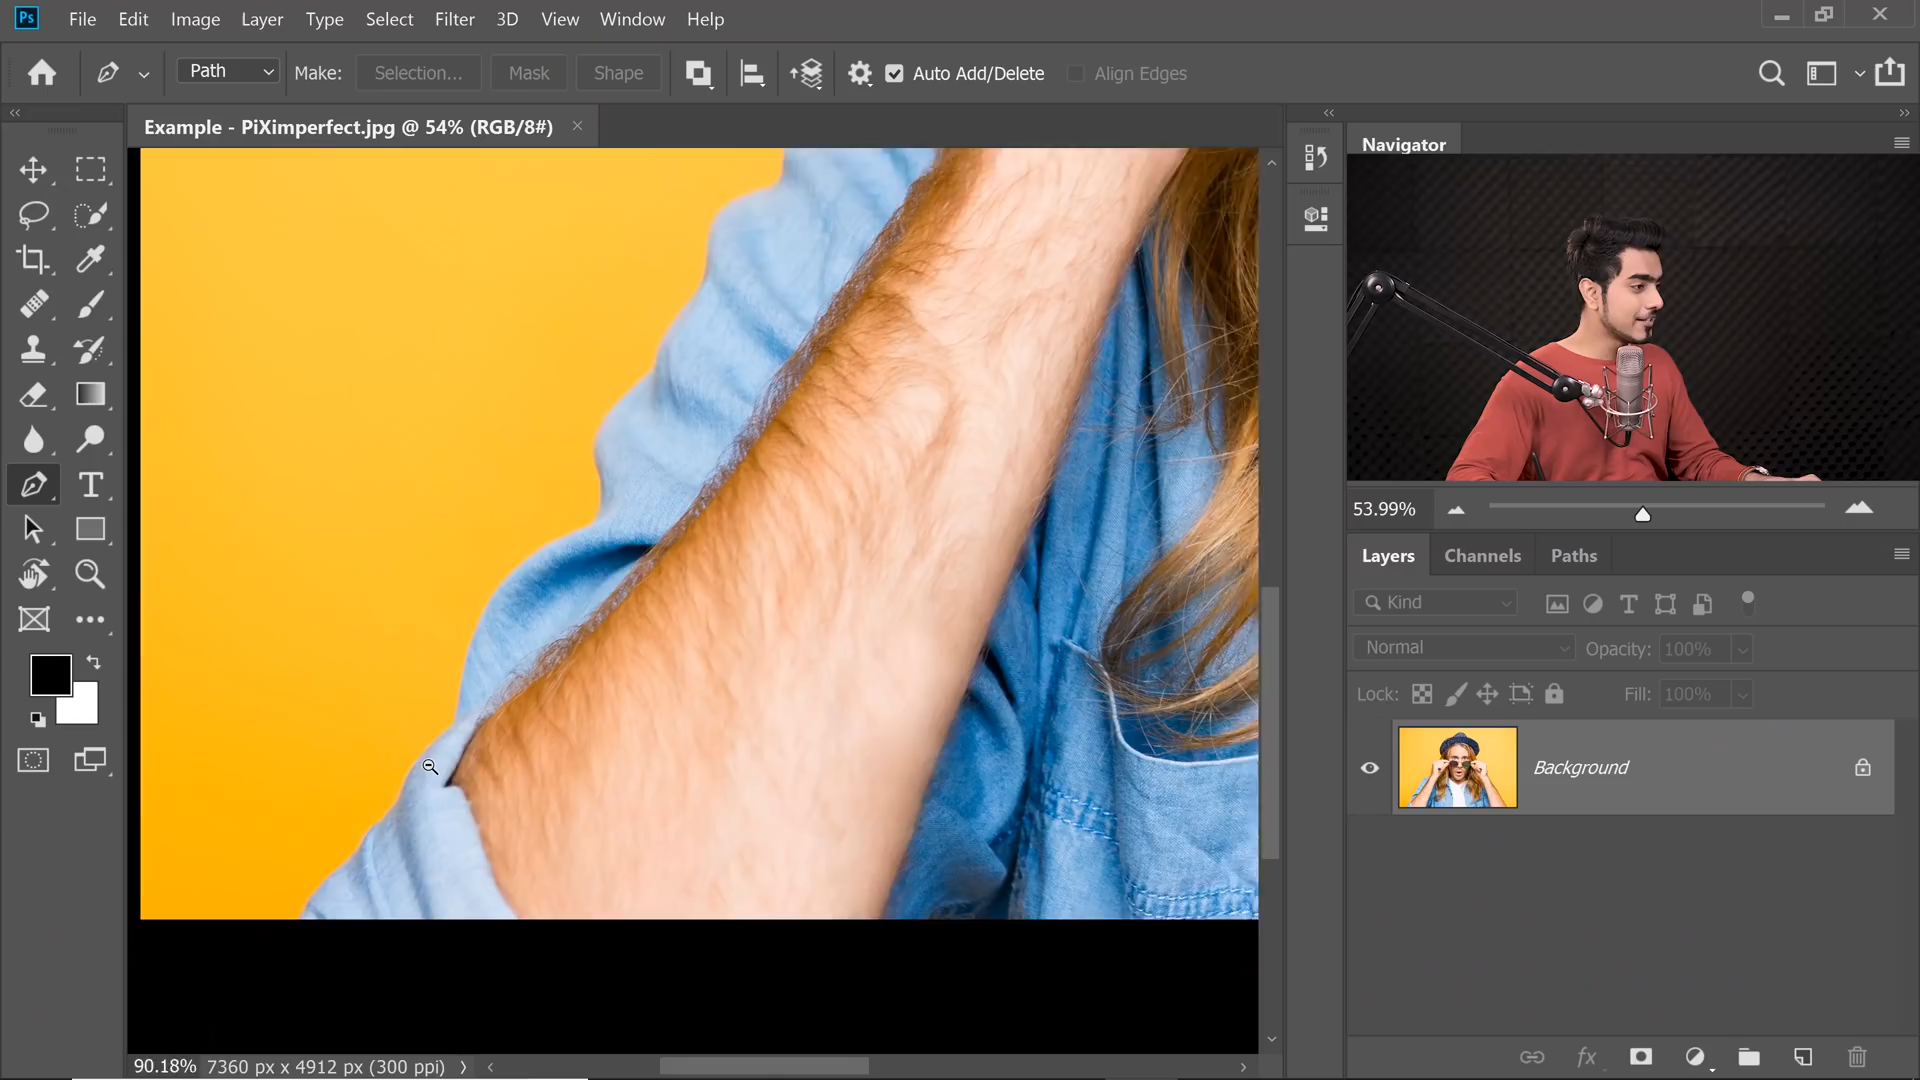 Ps File Edit Image Layer Type Select Filter 3D View Window Help
Path Make: Selection... Mask Shape Auto Add/Delete Align Edges
Example - PiXimperfect.jpg @ 54% (RGB/8#)
Navigator
53.99%
Layers Channels Paths
Kind
Normal Opacity: 100%
Lock: Fill: 100%
Background
fx
90.18% 7360 px x 4912 px (300 ppi)